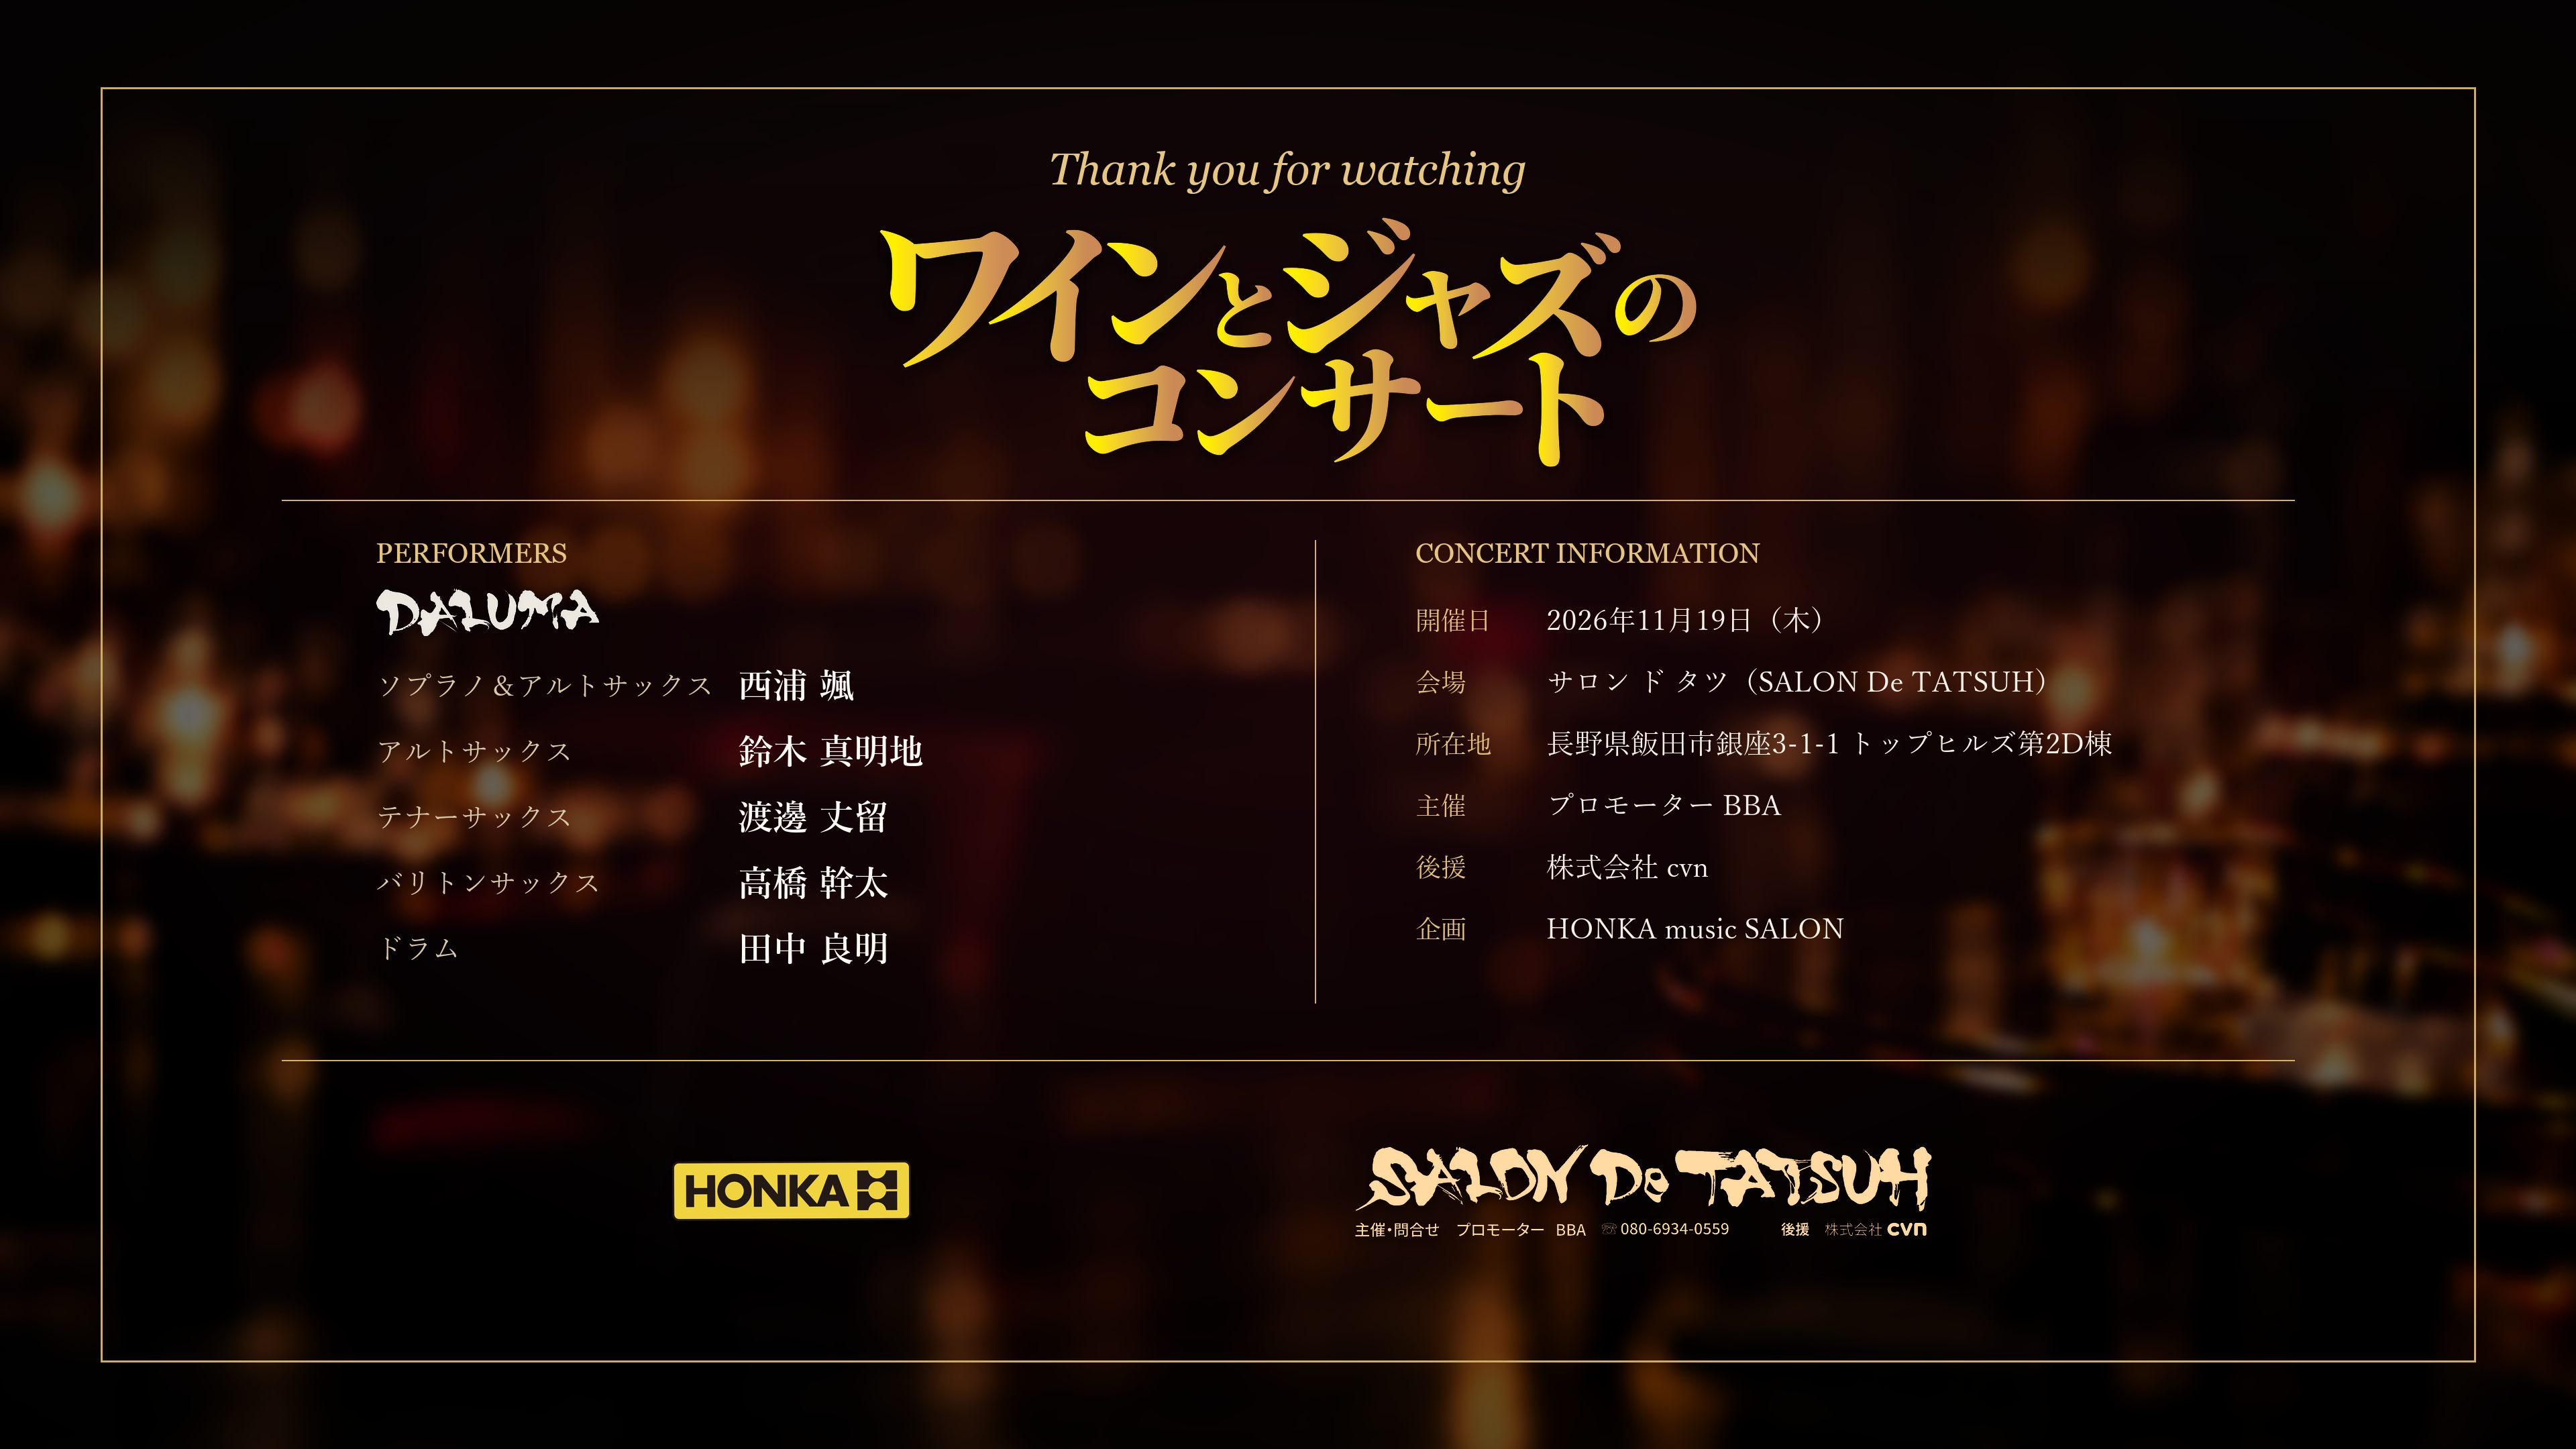 Thank you for watching
ワインとジャズの
コンサート
PERFORMERS
DALUMA
ソプラノ＆アルトサックス 西浦 颯
アルトサックス 鈴木 真明地
テナーサックス 渡邊 丈留
バリトンサックス 高橋 幹太
ドラム 田中 良明
CONCERT INFORMATION
開催日 2026年11月19日（木）
会場 サロン ド タツ（SALON De TATSUH）
所在地 長野県飯田市銀座3-1-1 トップヒルズ第2D棟
主催 プロモーター BBA
後援 株式会社 cvn
企画 HONKA music SALON
HONKA
SALON De TATSUH
主催・問合せ プロモーター BBA ☏080-6934-0559 後援 株式会社 cvn